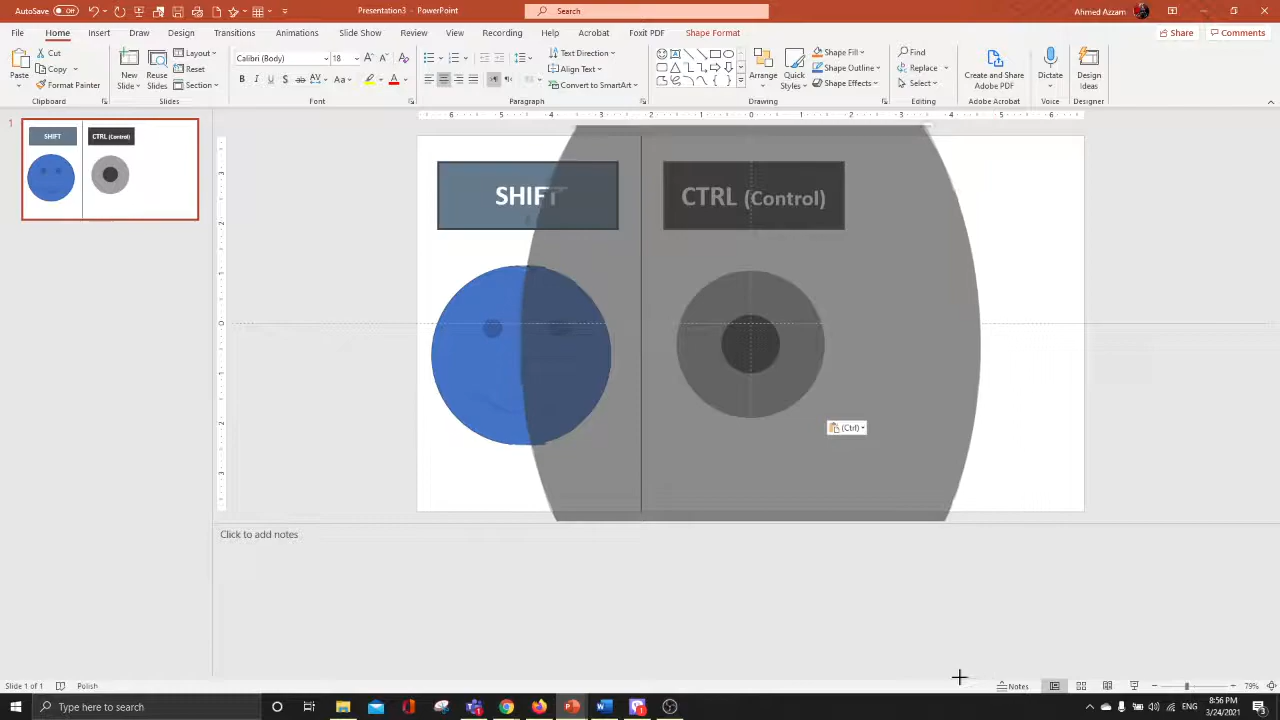 AutoSave Off
Presentation3 - PowerPoint
Search
Ahmed Azzam
File Home Insert Draw Design Transitions Animations Slide Show Review View Recording Help Acrobat Foxit PDF Shape Format
Share Comments
Paste
Cut
Copy
Format Painter
Clipboard
New Slides
Reuse Slides
Layout
Reset
Section
Slides
Calibri (Body) 18
Font
Text Direction
Align Text
Convert to SmartArt
Paragraph
Arrange
Quick Styles
Shape Fill
Shape Outline
Shape Effects
Drawing
Find
Replace
Select
Editing
Create and Share Adobe PDF
Adobe Acrobat
Dictate
Voice
Design Ideas
Designer
1
SHIFT CTRL (Control)
SHIFT
CTRL (Control)
(Ctrl)
Click to add notes
Slide 1 of 1 Polish
Notes
79%
Type here to search
ENG
8:56 PM
3/24/2021